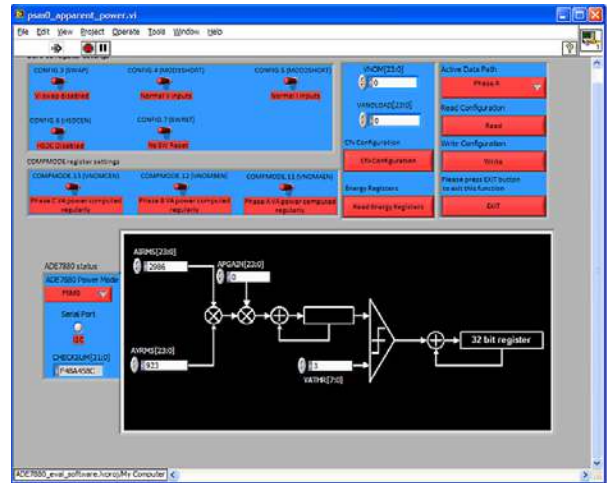 psm0_apparent_power.vi
File Edit View Project Operate Tools Window Help
CONFIG.3 (SWAP)
VI swap disabled
CONFIG.4 (MOD1SHORT)
Normal V inputs
CONFIG.5 (MOD2SHORT)
Normal I inputs
CONFIG.6 (HSDCEN)
HSDC Disabled
CONFIG.7 (SWRST)
No SW Reset
COMPMODE register settings
COMPMODE.13 (VNOMCEN)
Phase C VA power computed
regularly
COMPMODE.12 (VNOMBEN)
Phase B VA power computed
regularly
COMPMODE.11 (VNOMAEN)
Phase A VA power computed
regularly
VNOM[23:0]
0
VANOLOAD[23:0]
0
Cfx Configuration
Cfx Configuration
Energy Registers
Read Energy Registers
Active Data Path
Phase A
Read Configuration
Read
Write Configuration
Write
Please press EXIT button
to exit this function
EXIT
ADE7880 status
ADE7880 Power Mode
PSM0
Serial Port
I2C
CHECKSUM[31:0]
AIRMS[23:0]
2986
APGAIN[23:0]
0
AVRMS[23:0]
923
VATHR[7:0]
3
32 bit register
ADE7880_eval_software.lvproj/My Computer